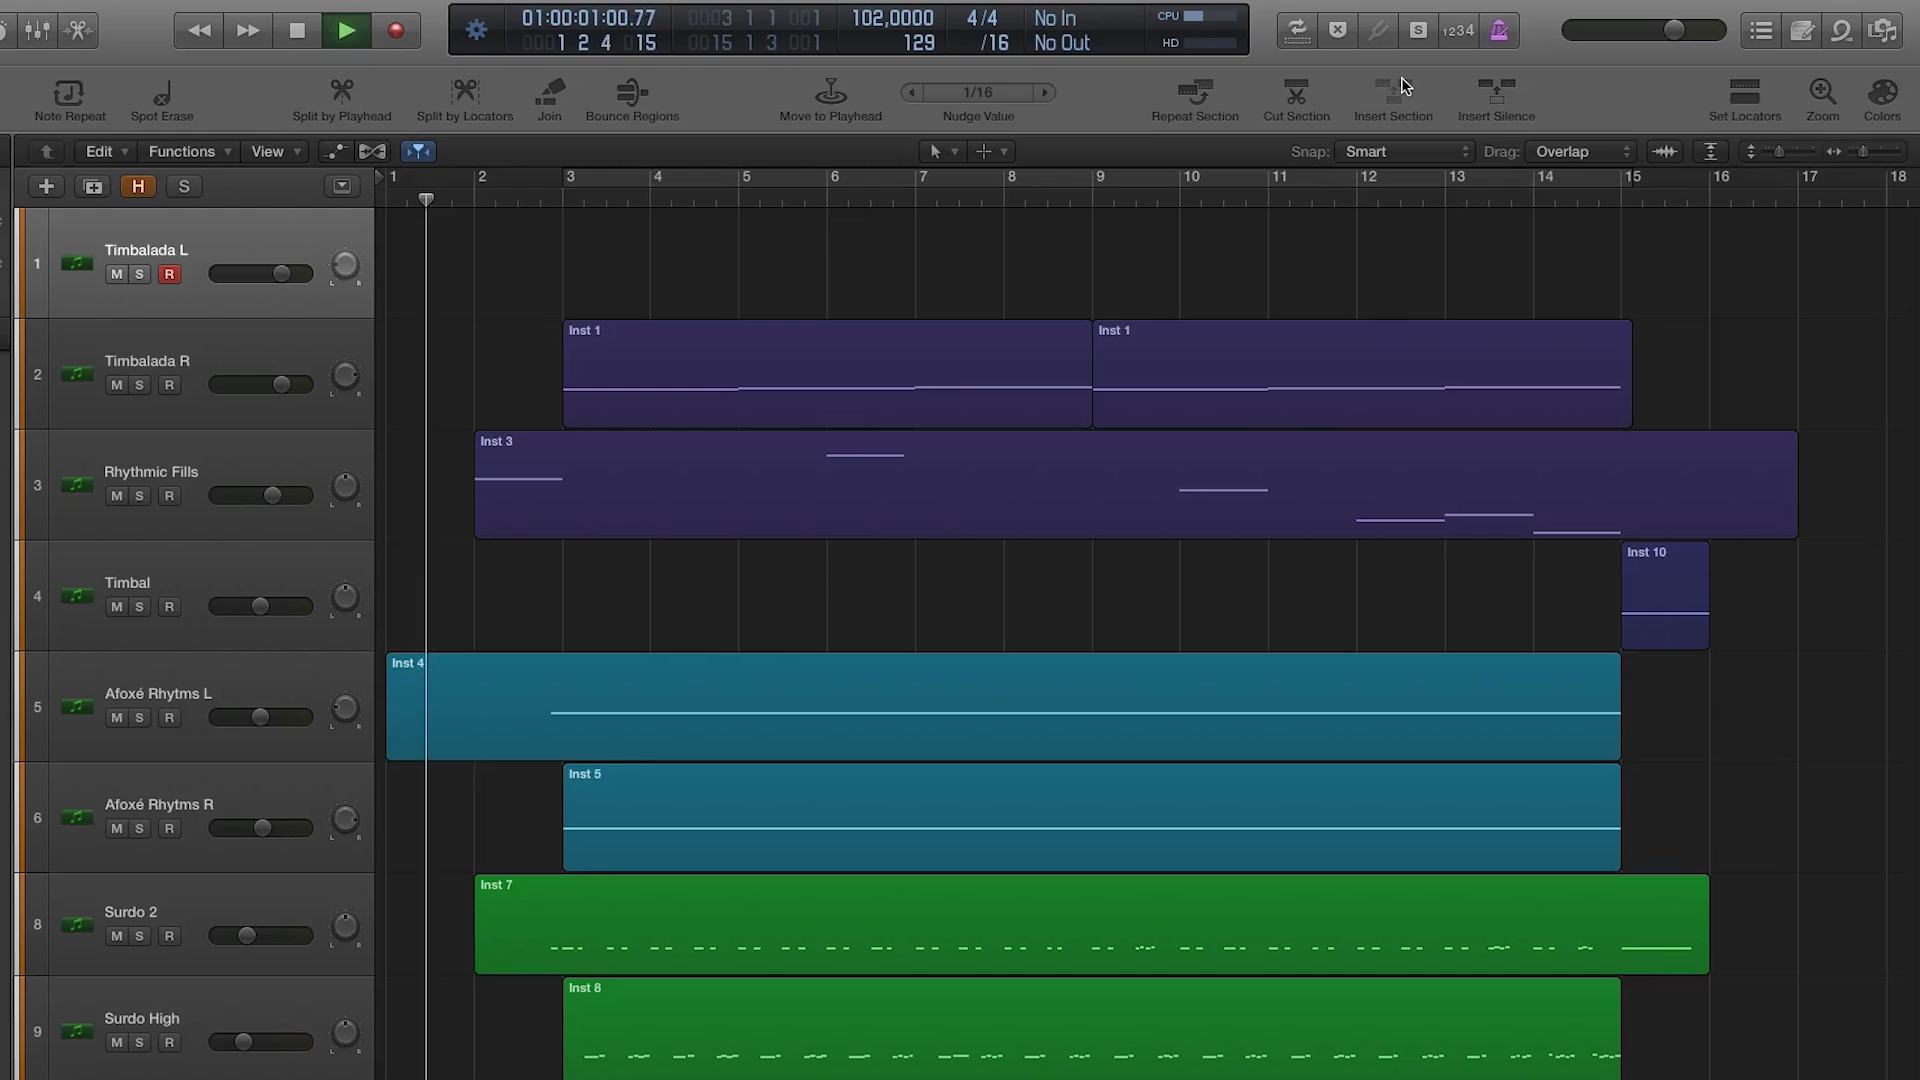 01:00:01:00.77 0003 1 1 001 102,0000 4/4 No In CPU
0001 2 4 015 0015 1 3 001 129 /16 No Out HD
S 1234
Note Repeat Spot Erase Split by Playhead Split by Locators Join Bounce Regions Move to Playhead 1/16 Nudge Value Repeat Section Cut Section Insert Section Insert Silence Set Locators Zoom Colors
Edit Functions View Snap: Smart Drag: Overlap
H S
1 2 3 4 5 6 7 8 9 10 11 12 13 14 15 16 17 18
1 Timbalada L
M S R L R
2 Timbalada R
M S R L R
Inst 1 Inst 1
3 Rhythmic Fills
M S R L R
Inst 3
4 Timbal
M S R L R
Inst 10
5 Afoxé Rhytms L
M S R L R
Inst 4
6 Afoxé Rhytms R
M S R L R
Inst 5
8 Surdo 2
M S R L R
Inst 7
9 Surdo High
M S R L R
Inst 8